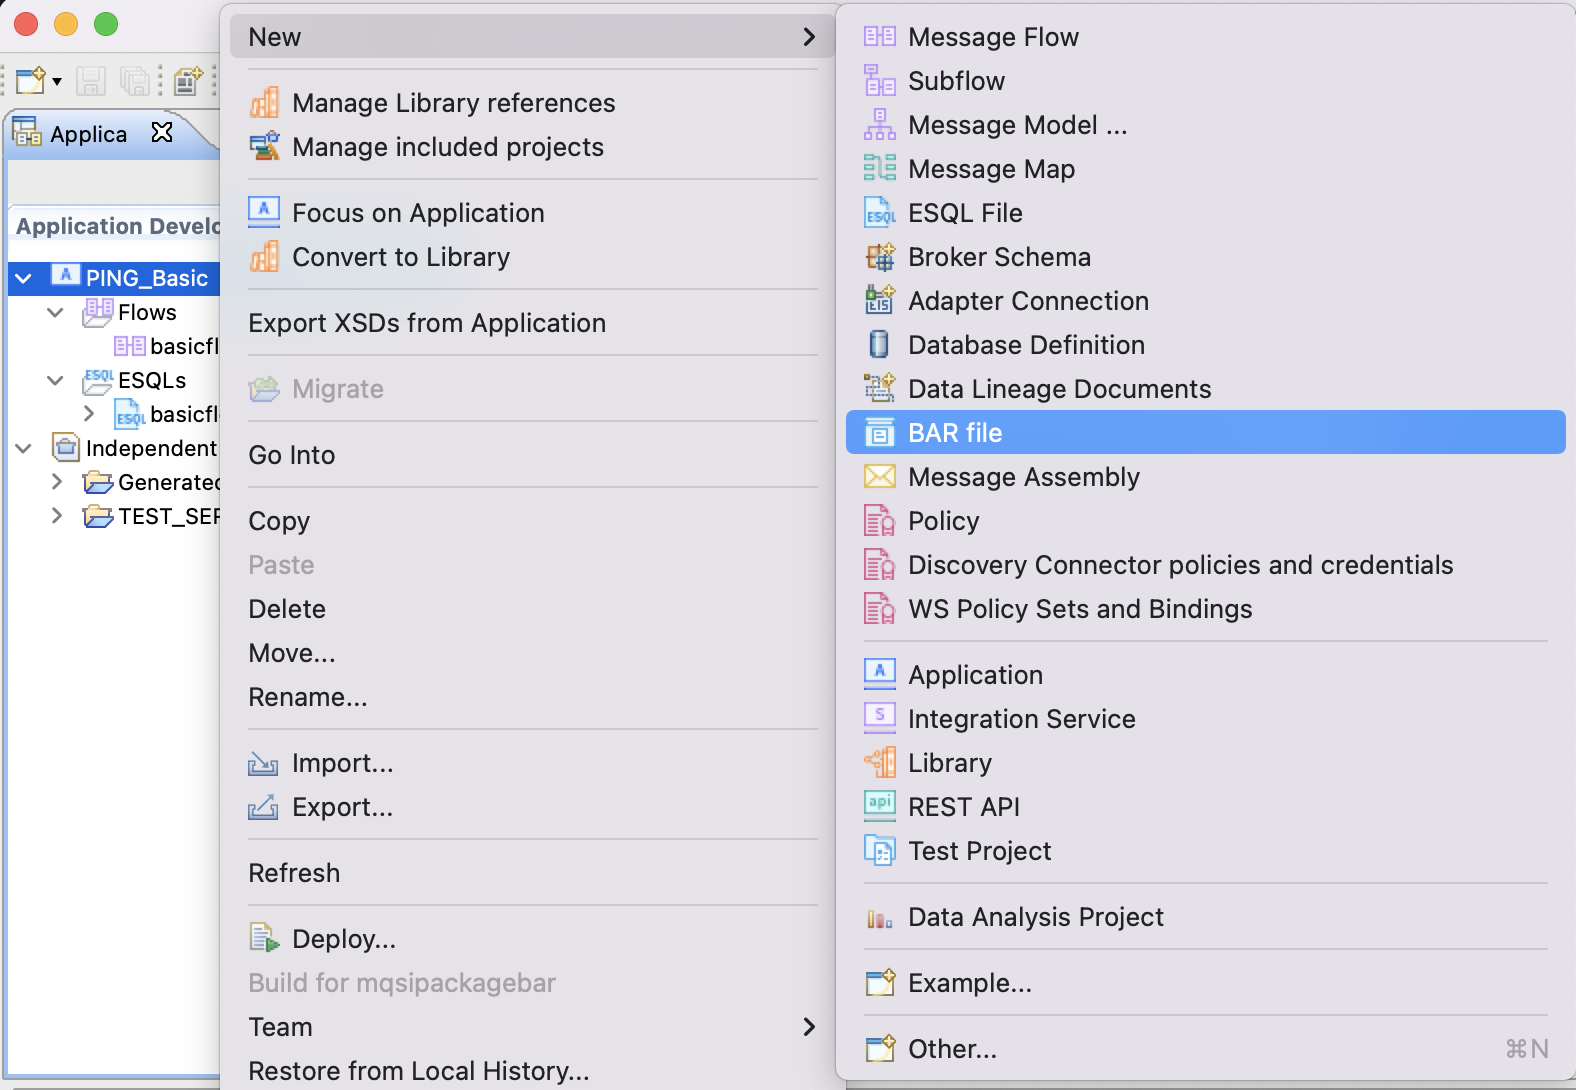 Applica
Application Develo
PING_Basic
Flows
basicfl
ESQLs
basicflo
Independent
Generated
TEST_SER
New
Manage Library references
Manage included projects
Focus on Application
Convert to Library
Export XSDs from Application
Migrate
Go Into
Copy
Paste
Delete
Move...
Rename...
Import...
Export...
Refresh
Deploy...
Build for mqsipackagebar
Team
Restore from Local History...
Message Flow
Subflow
Message Model ...
Message Map
ESQL File
Broker Schema
Adapter Connection
Database Definition
Data Lineage Documents
BAR file
Message Assembly
Policy
Discovery Connector policies and credentials
WS Policy Sets and Bindings
Application
Integration Service
Library
REST API
Test Project
Data Analysis Project
Example...
Other... ⌘N